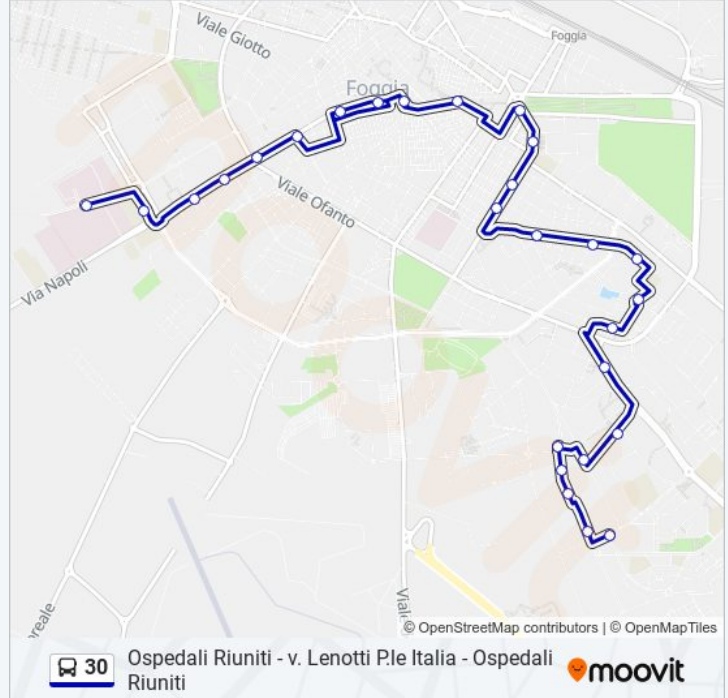 Viale Giotto
Foggia
Foggia
Viale Ofanto
Via Napoli
Viale
ereale
© OpenStreetMap contributors | © OpenMapTiles
30
Ospedali Riuniti - v. Lenotti P.le Italia - Ospedali
Riuniti
moovit